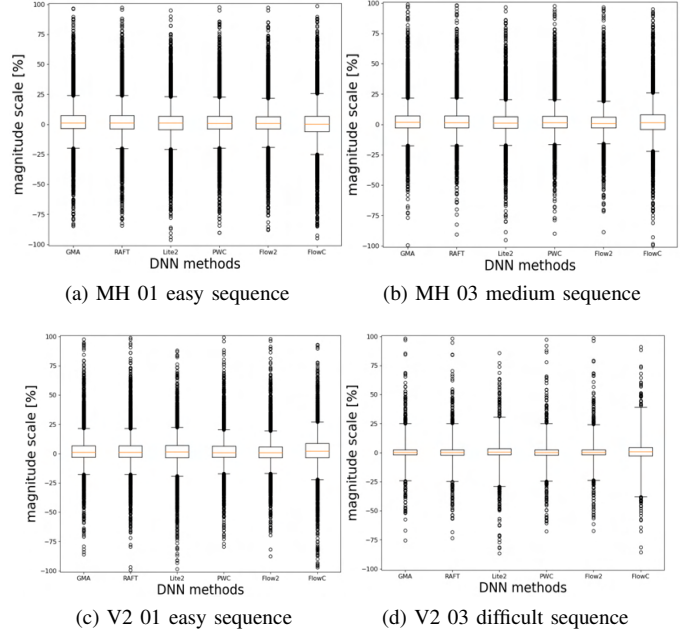 magnitude scale [%]
100
75
50
25
0
−25
−50
−75
−100
GMA RAFT Lite2 PWC Flow2 FlowC
DNN methods
(a) MH 01 easy sequence
magnitude scale [%]
100
75
50
25
0
−25
−50
−75
−100
GMA RAFT Lite2 PWC Flow2 FlowC
DNN methods
(b) MH 03 medium sequence
magnitude scale [%]
100
75
50
25
0
−25
−50
−75
−100
GMA RAFT Lite2 PWC Flow2 FlowC
DNN methods
(c) V2 01 easy sequence
magnitude scale [%]
100
75
50
25
0
−25
−50
−75
−100
GMA RAFT Lite2 PWC Flow2 FlowC
DNN methods
(d) V2 03 difficult sequence